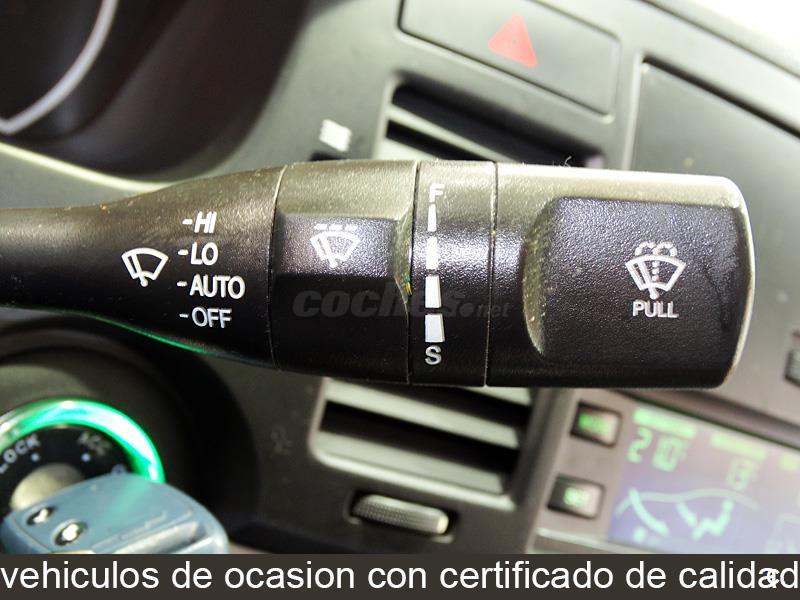 F
-HI
-LO
-AUTO
-OFF
PULL
coches.net
S
LOCK
ACC
vehiculos de ocasion con certificado de calidad